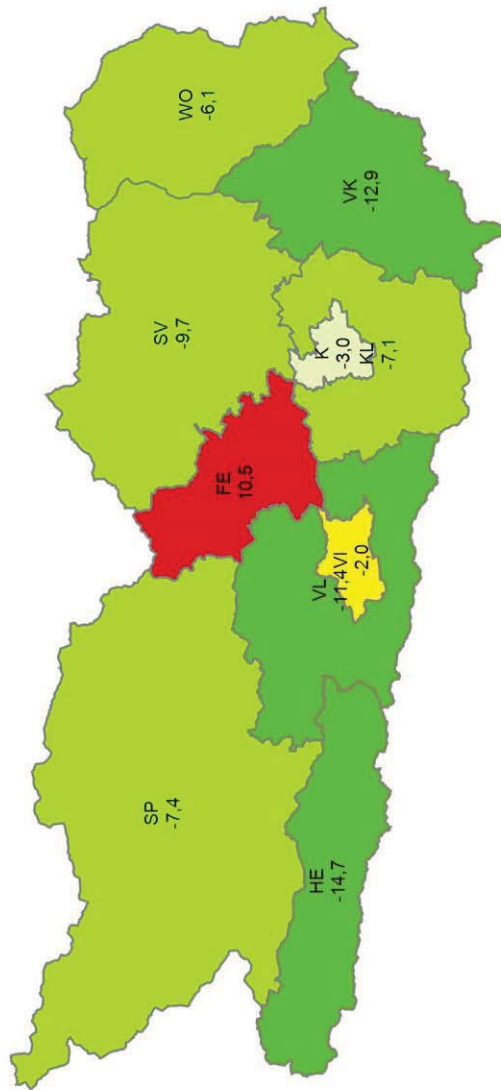 WO
-6,1
SV
-9,7
VK
-12,9
K
-3,0
KL
-7,1
FE
10,5
VL
-11,4
VI
-2,0
SP
-7,4
HE
-14,7